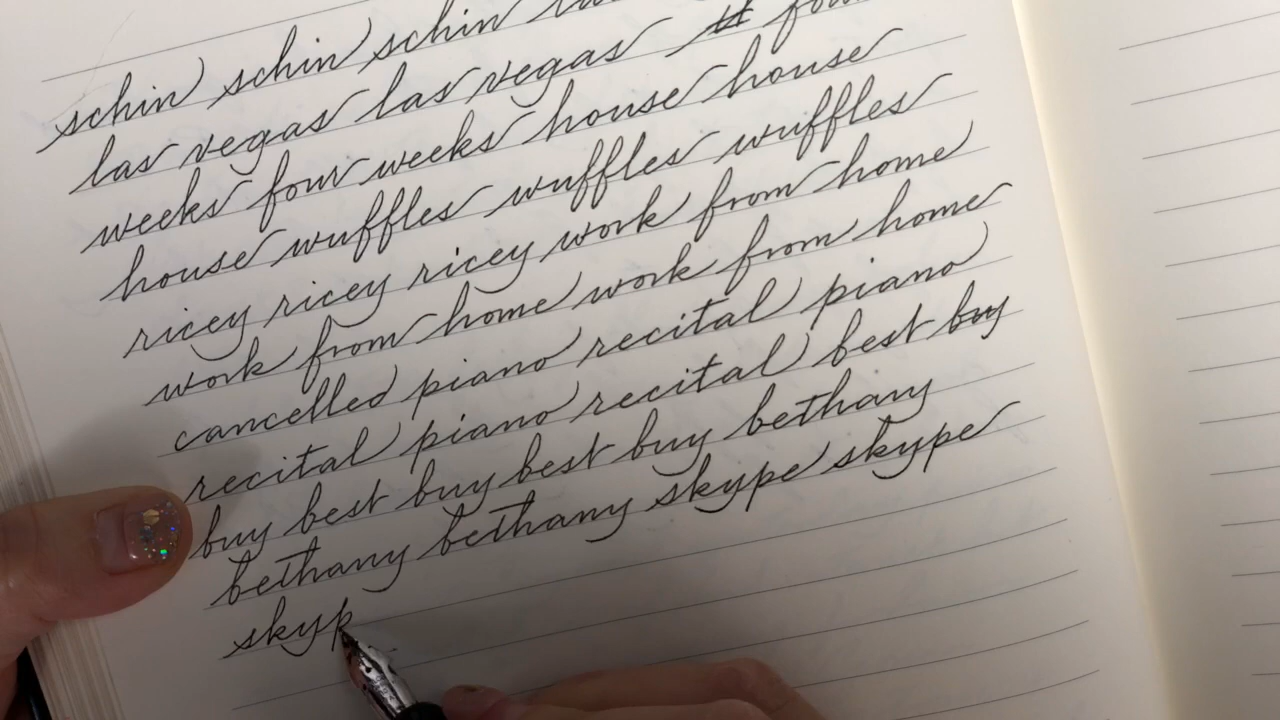 schin schin schin
las vegas las vegas # four
weeks four weeks house house
house wuffles wuffles wuffles
ricey ricey ricey work from home
work from home work from home
cancelled piano recital piano
recital piano recital best buy
buy best buy best buy bethany
bethany bethany skype skype
skyp